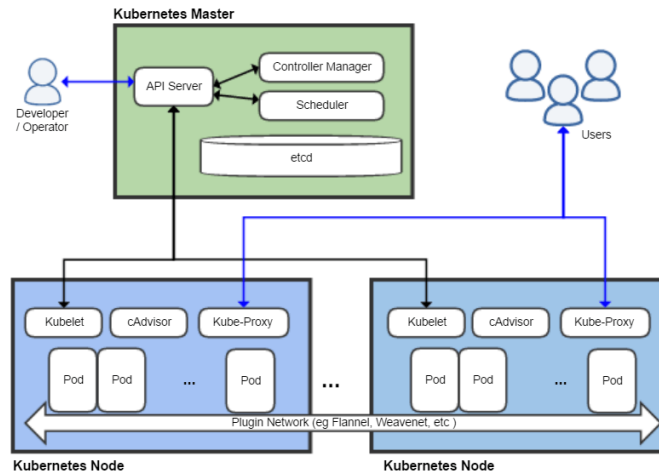 Kubernetes Master
API Server
Controller Manager
Scheduler
etcd
Developer
/ Operator
Users
Kubelet
cAdvisor
Kube-Proxy
Pod
Pod
...
Pod
...
Kubelet
cAdvisor
Kube-Proxy
Pod
Pod
...
Pod
Plugin Network (eg Flannel, Weavenet, etc )
Kubernetes Node
Kubernetes Node